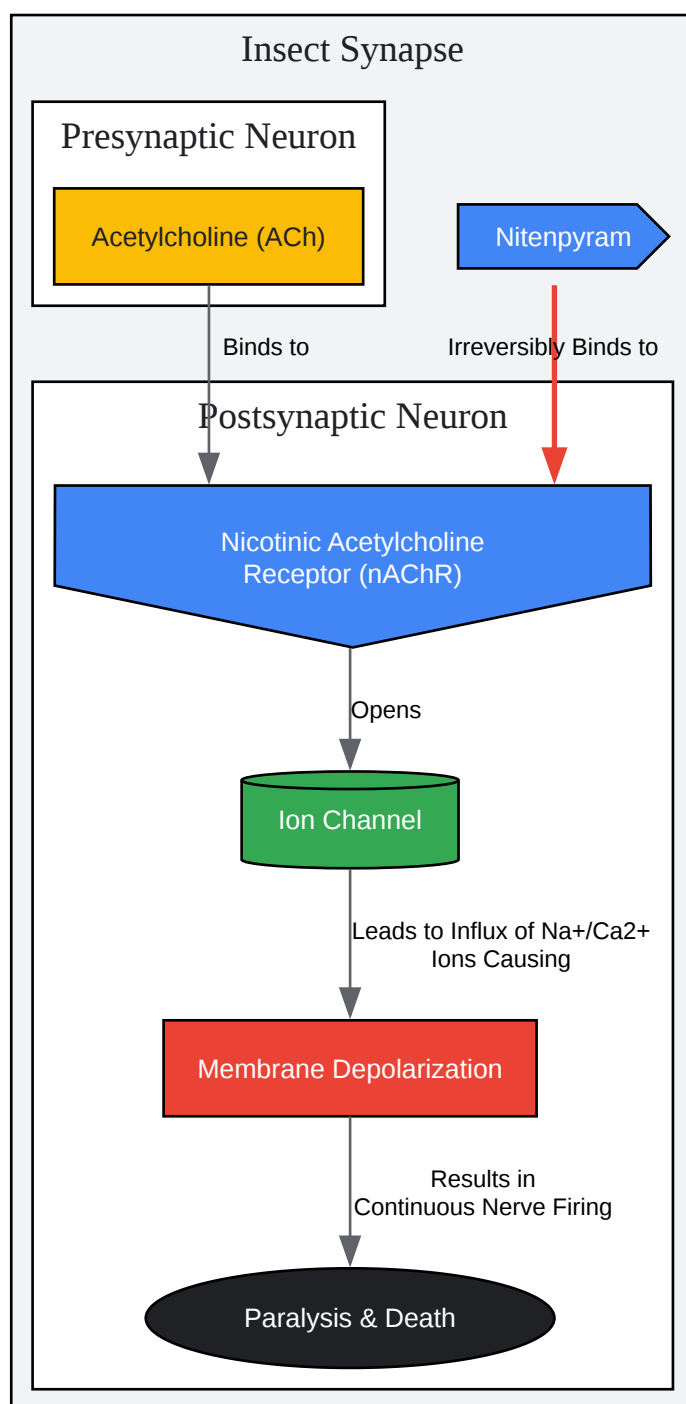 Insect Synapse
Presynaptic Neuron
Acetylcholine (ACh)
Nitenpyram
Binds to
Irreversibly Binds to
Postsynaptic Neuron
Nicotinic Acetylcholine
Receptor (nAChR)
Opens
Ion Channel
Leads to Influx of Na+/Ca2+
Ions Causing
Membrane Depolarization
Results in
Continuous Nerve Firing
Paralysis & Death